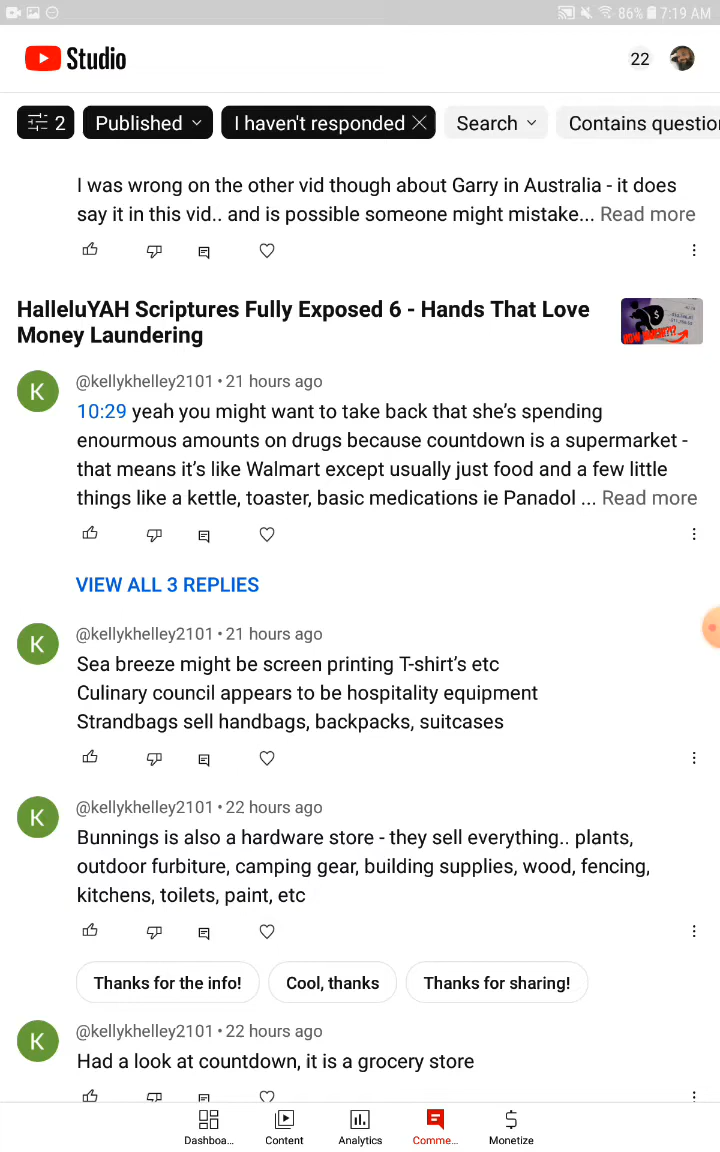 86% 7:19 AM
Studio
22
2 Published I haven't responded Search Contains question
I was wrong on the other vid though about Garry in Australia - it does
say it in this vid.. and is possible someone might mistake... Read more
HalleluYAH Scriptures Fully Exposed 6 - Hands That Love
Money Laundering
K
@kellykhelley2101 • 21 hours ago
10:29 yeah you might want to take back that she's spending
enourmous amounts on drugs because countdown is a supermarket -
that means it's like Walmart except usually just food and a few little
things like a kettle, toaster, basic medications ie Panadol ... Read more
VIEW ALL 3 REPLIES
K
@kellykhelley2101 • 21 hours ago
Sea breeze might be screen printing T-shirt's etc
Culinary council appears to be hospitality equipment
Strandbags sell handbags, backpacks, suitcases
K
@kellykhelley2101 • 22 hours ago
Bunnings is also a hardware store - they sell everything.. plants,
outdoor furbiture, camping gear, building supplies, wood, fencing,
kitchens, toilets, paint, etc
Thanks for the info! Cool, thanks Thanks for sharing!
K
@kellykhelley2101 • 22 hours ago
Had a look at countdown, it is a grocery store
Dashboa... Content Analytics Comme... Monetize